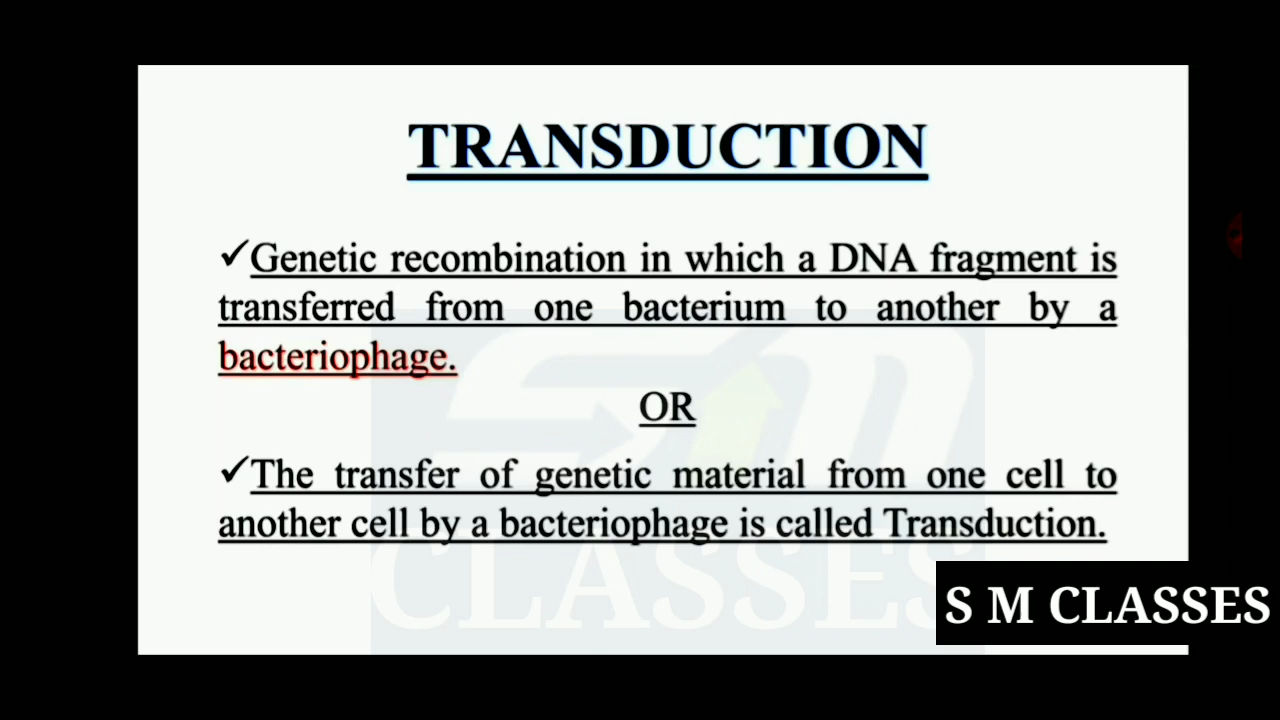 TRANSDUCTION
✓Genetic recombination in which a DNA fragment is
transferred from one bacterium to another by a
bacteriophage.
OR
✓The transfer of genetic material from one cell to
another cell by a bacteriophage is called Transduction.
CLASSES
S M CLASSES